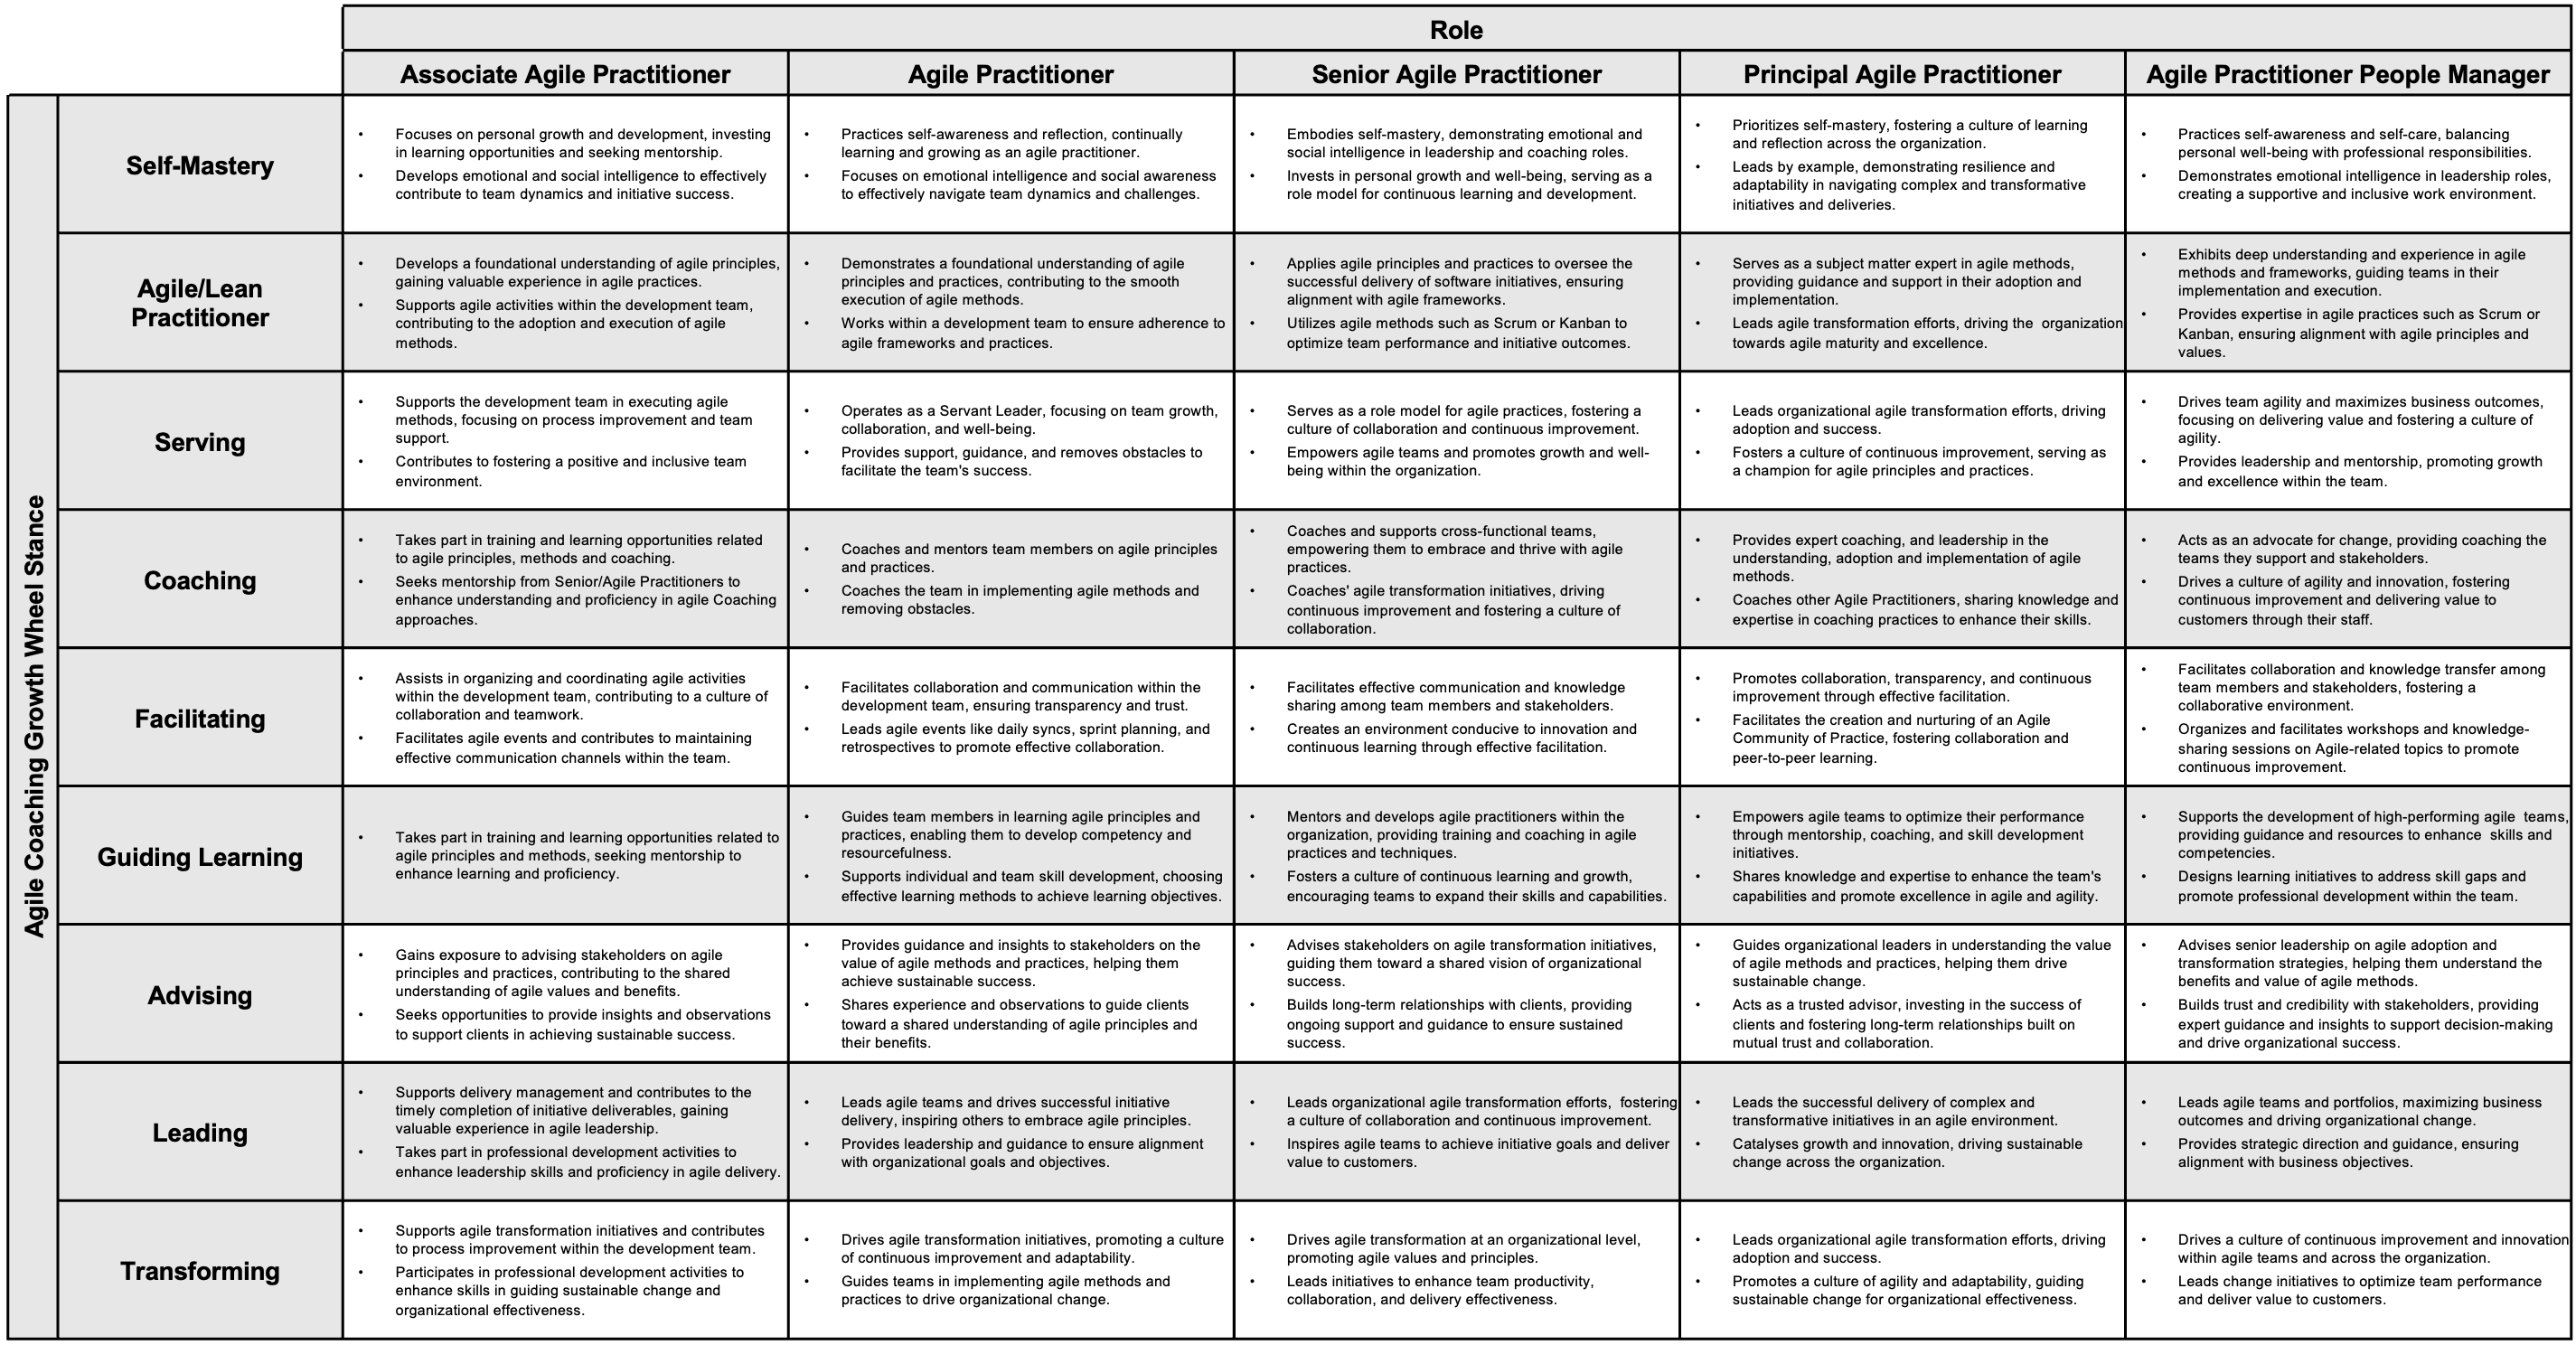 Role
Associate Agile Practitioner
Agile Practitioner
Senior Agile Practitioner
Principal Agile Practitioner
Agile Practitioner People Manager
Agile Coaching Growth Wheel Stance
Self-Mastery
• Focuses on personal growth and development, investing
in learning opportunities and seeking mentorship.
• Develops emotional and social intelligence to effectively
contribute to team dynamics and initiative success.
• Practices self-awareness and reflection, continually
learning and growing as an agile practitioner.
• Focuses on emotional intelligence and social awareness
to effectively navigate team dynamics and challenges.
• Embodies self-mastery, demonstrating emotional and
social intelligence in leadership and coaching roles.
• Invests in personal growth and well-being, serving as a
role model for continuous learning and development.
• Prioritizes self-mastery, fostering a culture of learning
and reflection across the organization.
• Leads by example, demonstrating resilience and
adaptability in navigating complex and transformative
initiatives and deliveries.
• Practices self-awareness and self-care, balancing
personal well-being with professional responsibilities.
• Demonstrates emotional intelligence in leadership roles,
creating a supportive and inclusive work environment.
Agile/Lean
Practitioner
• Develops a foundational understanding of agile principles,
gaining valuable experience in agile practices.
• Supports agile activities within the development team,
contributing to the adoption and execution of agile
methods.
• Demonstrates a foundational understanding of agile
principles and practices, contributing to the smooth
execution of agile methods.
• Works within a development team to ensure adherence to
agile frameworks and practices.
• Applies agile principles and practices to oversee the
successful delivery of software initiatives, ensuring
alignment with agile frameworks.
• Utilizes agile methods such as Scrum or Kanban to
optimize team performance and initiative outcomes.
• Serves as a subject matter expert in agile methods,
providing guidance and support in their adoption and
implementation.
• Leads agile transformation efforts, driving the organization
towards agile maturity and excellence.
• Exhibits deep understanding and experience in agile
methods and frameworks, guiding teams in their
implementation and execution.
• Provides expertise in agile practices such as Scrum or
Kanban, ensuring alignment with agile principles and
values.
Serving
• Supports the development team in executing agile
methods, focusing on process improvement and team
support.
• Contributes to fostering a positive and inclusive team
environment.
• Operates as a Servant Leader, focusing on team growth,
collaboration, and well-being.
• Provides support, guidance, and removes obstacles to
facilitate the team's success.
• Serves as a role model for agile practices, fostering a
culture of collaboration and continuous improvement.
• Empowers agile teams and promotes growth and well-
being within the organization.
• Leads organizational agile transformation efforts, driving
adoption and success.
• Fosters a culture of continuous improvement, serving as
a champion for agile principles and practices.
• Drives team agility and maximizes business outcomes,
focusing on delivering value and fostering a culture of
agility.
• Provides leadership and mentorship, promoting growth
and excellence within the team.
Coaching
• Takes part in training and learning opportunities related
to agile principles, methods and coaching.
• Seeks mentorship from Senior/Agile Practitioners to
enhance understanding and proficiency in agile Coaching
approaches.
• Coaches and mentors team members on agile principles
and practices.
• Coaches the team in implementing agile methods and
removing obstacles.
• Coaches and supports cross-functional teams,
empowering them to embrace and thrive with agile
practices.
• Coaches' agile transformation initiatives, driving
continuous improvement and fostering a culture of
collaboration.
• Provides expert coaching, and leadership in the
understanding, adoption and implementation of agile
methods.
• Coaches other Agile Practitioners, sharing knowledge and
expertise in coaching practices to enhance their skills.
• Acts as an advocate for change, providing coaching the
teams they support and stakeholders.
• Drives a culture of agility and innovation, fostering
continuous improvement and delivering value to
customers through their staff.
Facilitating
• Assists in organizing and coordinating agile activities
within the development team, contributing to a culture of
collaboration and teamwork.
• Facilitates agile events and contributes to maintaining
effective communication channels within the team.
• Facilitates collaboration and communication within the
development team, ensuring transparency and trust.
• Leads agile events like daily syncs, sprint planning, and
retrospectives to promote effective collaboration.
• Facilitates effective communication and knowledge
sharing among team members and stakeholders.
• Creates an environment conducive to innovation and
continuous learning through effective facilitation.
• Promotes collaboration, transparency, and continuous
improvement through effective facilitation.
• Facilitates the creation and nurturing of an Agile
Community of Practice, fostering collaboration and
peer-to-peer learning.
• Facilitates collaboration and knowledge transfer among
team members and stakeholders, fostering a
collaborative environment.
• Organizes and facilitates workshops and knowledge-
sharing sessions on Agile-related topics to promote
continuous improvement.
Guiding Learning
• Takes part in training and learning opportunities related to
agile principles and methods, seeking mentorship to
enhance learning and proficiency.
• Guides team members in learning agile principles and
practices, enabling them to develop competency and
resourcefulness.
• Supports individual and team skill development, choosing
effective learning methods to achieve learning objectives.
• Mentors and develops agile practitioners within the
organization, providing training and coaching in agile
practices and techniques.
• Fosters a culture of continuous learning and growth,
encouraging teams to expand their skills and capabilities.
• Empowers agile teams to optimize their performance
through mentorship, coaching, and skill development
initiatives.
• Shares knowledge and expertise to enhance the team's
capabilities and promote excellence in agile and agility.
• Supports the development of high-performing agile teams,
providing guidance and resources to enhance skills and
competencies.
• Designs learning initiatives to address skill gaps and
promote professional development within the team.
Advising
• Gains exposure to advising stakeholders on agile
principles and practices, contributing to the shared
understanding of agile values and benefits.
• Seeks opportunities to provide insights and observations
to support clients in achieving sustainable success.
• Provides guidance and insights to stakeholders on the
value of agile methods and practices, helping them
achieve sustainable success.
• Shares experience and observations to guide clients
toward a shared understanding of agile principles and
their benefits.
• Advises stakeholders on agile transformation initiatives,
guiding them toward a shared vision of organizational
success.
• Builds long-term relationships with clients, providing
ongoing support and guidance to ensure sustained
success.
• Guides organizational leaders in understanding the value
of agile methods and practices, helping them drive
sustainable change.
• Acts as a trusted advisor, investing in the success of
clients and fostering long-term relationships built on
mutual trust and collaboration.
• Advises senior leadership on agile adoption and
transformation strategies, helping them understand the
benefits and value of agile methods.
• Builds trust and credibility with stakeholders, providing
expert guidance and insights to support decision-making
and drive organizational success.
Leading
• Supports delivery management and contributes to the
timely completion of initiative deliverables, gaining
valuable experience in agile leadership.
• Takes part in professional development activities to
enhance leadership skills and proficiency in agile delivery.
• Leads agile teams and drives successful initiative
delivery, inspiring others to embrace agile principles.
• Provides leadership and guidance to ensure alignment
with organizational goals and objectives.
• Leads organizational agile transformation efforts, fostering
a culture of collaboration and continuous improvement.
• Inspires agile teams to achieve initiative goals and deliver
value to customers.
• Leads the successful delivery of complex and
transformative initiatives in an agile environment.
• Catalyses growth and innovation, driving sustainable
change across the organization.
• Leads agile teams and portfolios, maximizing business
outcomes and driving organizational change.
• Provides strategic direction and guidance, ensuring
alignment with business objectives.
Transforming
• Supports agile transformation initiatives and contributes
to process improvement within the development team.
• Participates in professional development activities to
enhance skills in guiding sustainable change and
organizational effectiveness.
• Drives agile transformation initiatives, promoting a culture
of continuous improvement and adaptability.
• Guides teams in implementing agile methods and
practices to drive organizational change.
• Drives agile transformation at an organizational level,
promoting agile values and principles.
• Leads initiatives to enhance team productivity,
collaboration, and delivery effectiveness.
• Leads organizational agile transformation efforts, driving
adoption and success.
• Promotes a culture of agility and adaptability, guiding
sustainable change for organizational effectiveness.
• Drives a culture of continuous improvement and innovation
within agile teams and across the organization.
• Leads change initiatives to optimize team performance
and deliver value to customers.